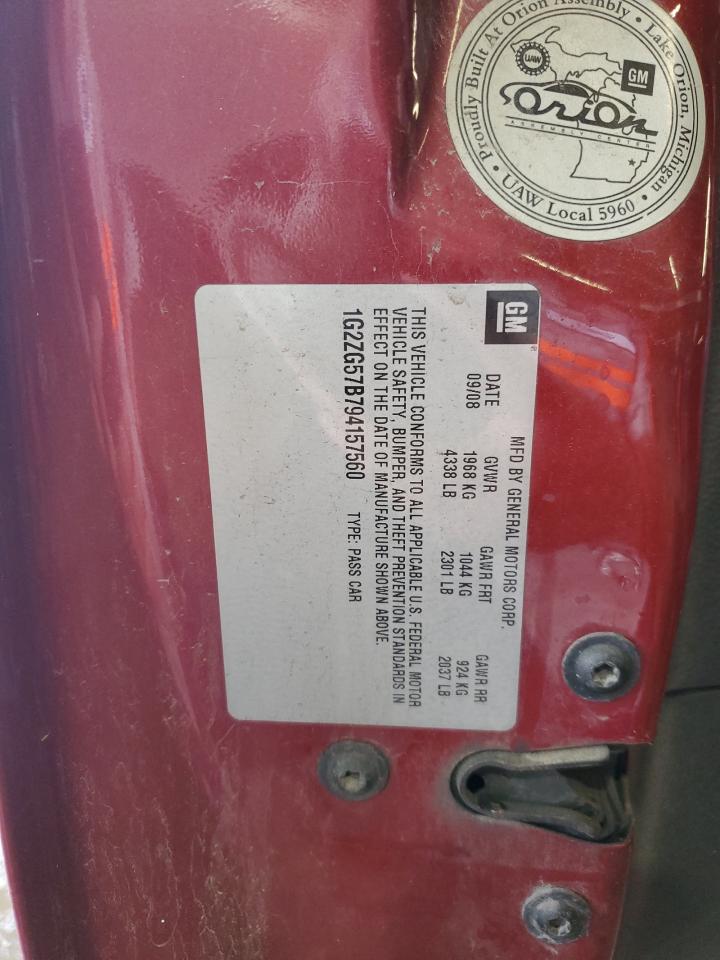 Proudly Built At Orion Assembly • Lake Orion, Michigan
• UAW Local 5960 •
UAW
GM
Orion
ASSEMBLY CENTER
GM
MFD BY GENERAL MOTORS CORP.
DATE GVWR GAWR FRT GAWR RR
09/08 1968 KG 1044 KG 924 KG
4338 LB 2301 LB 2037 LB
THIS VEHICLE CONFORMS TO ALL APPLICABLE U.S. FEDERAL MOTOR
VEHICLE SAFETY, BUMPER, AND THEFT PREVENTION STANDARDS IN
EFFECT ON THE DATE OF MANUFACTURE SHOWN ABOVE.
1G2ZG57B794157560 TYPE: PASS CAR